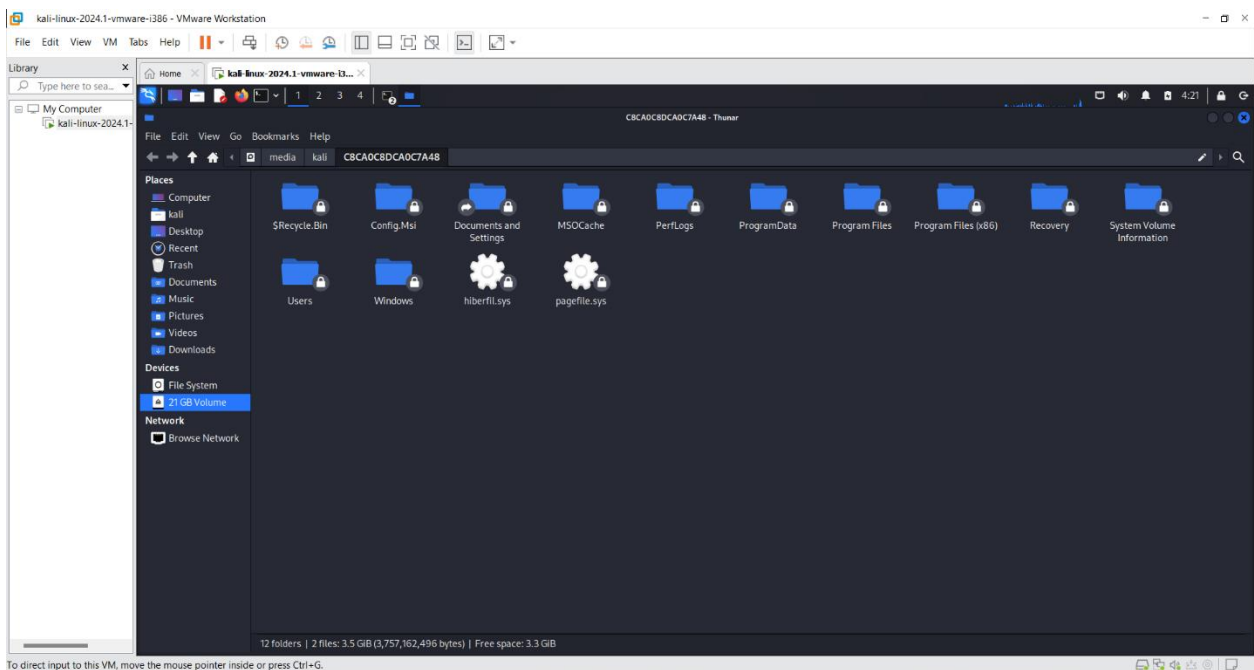 kali-linux-2024.1-vmware-i386 - VMware Workstation
File Edit View VM Tabs Help
Library X
Type here to sea...
My Computer
kali-linux-2024.1-
Home
kali-linux-2024.1-vmware-i3...
1 2 3 4
4:21
C8CA0C8DCA0C7A48 - Thunar
File Edit View Go Bookmarks Help
media kali C8CA0C8DCA0C7A48
Places
Computer
kali
Desktop
Recent
Trash
Documents
Music
Pictures
Videos
Downloads
Devices
File System
21 GB Volume
Network
Browse Network
$Recycle.Bin Config.Msi Documents and Settings MSOCache PerfLogs ProgramData Program Files Program Files (x86) Recovery System Volume Information
Users Windows hiberfil.sys pagefile.sys
12 folders | 2 files: 3.5 GiB (3,757,162,496 bytes) | Free space: 3.3 GiB
To direct input to this VM, move the mouse pointer inside or press Ctrl+G.